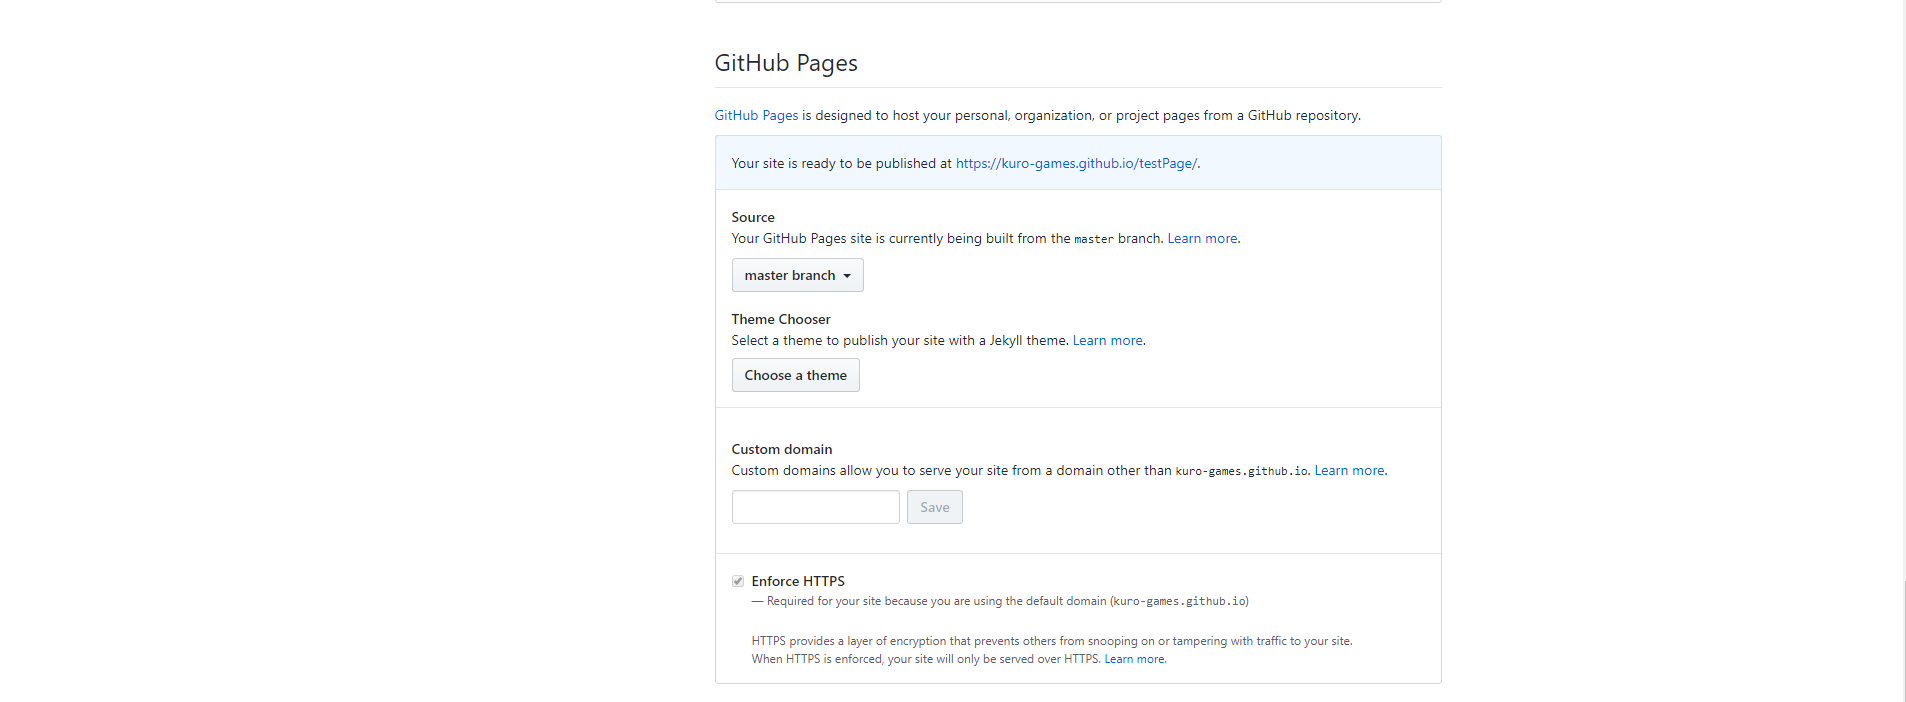 GitHub Pages
GitHub Pages is designed to host your personal, organization, or project pages from a GitHub repository.
Your site is ready to be published at https://kuro-games.github.io/testPage/.
Source
Your GitHub Pages site is currently being built from the master branch. Learn more.
master branch
Theme Chooser
Select a theme to publish your site with a Jekyll theme. Learn more.
Choose a theme
Custom domain
Custom domains allow you to serve your site from a domain other than kuro-games.github.io. Learn more.
Save
Enforce HTTPS
— Required for your site because you are using the default domain (kuro-games.github.io)
HTTPS provides a layer of encryption that prevents others from snooping on or tampering with traffic to your site.
When HTTPS is enforced, your site will only be served over HTTPS. Learn more.